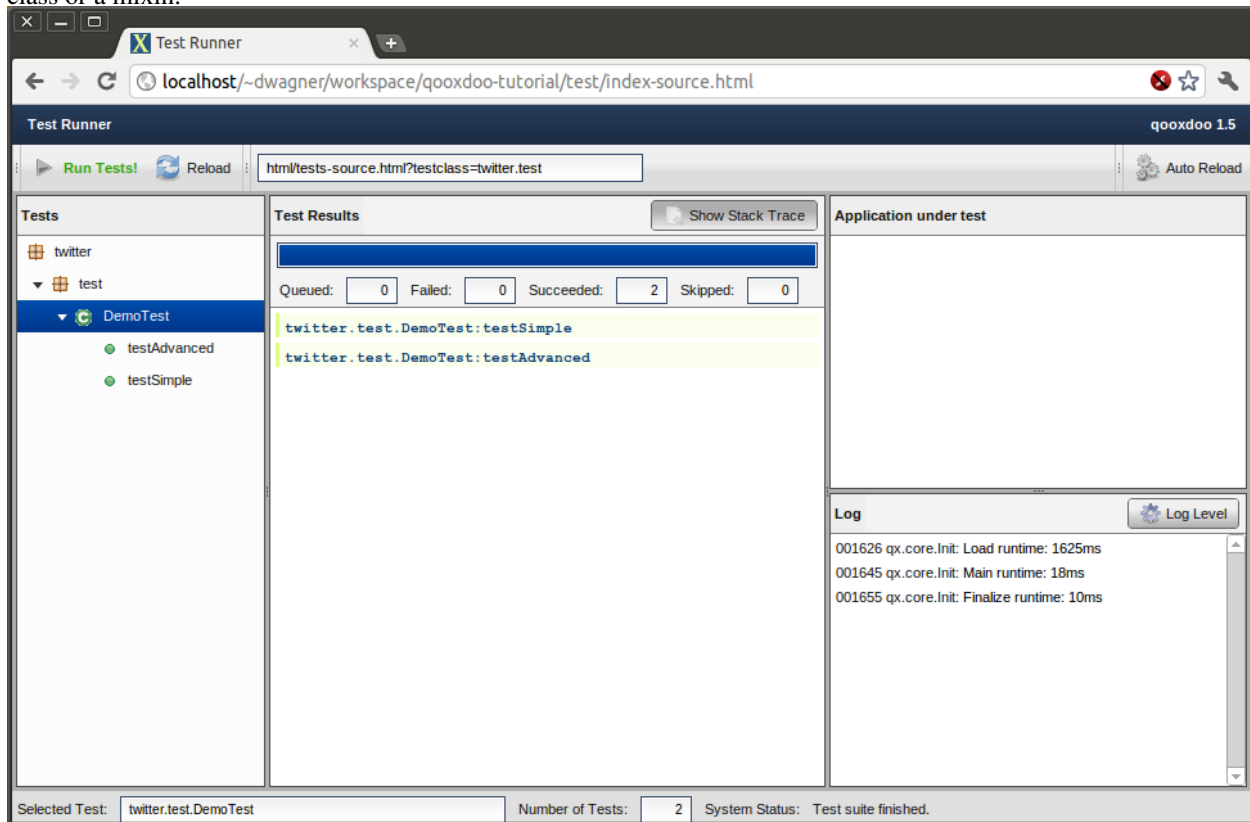 class or a mixin.
Test Runner
localhost/~dwagner/workspace/qooxdoo-tutorial/test/index-source.html
Test Runner qooxdoo 1.5
Run Tests! Reload html/tests-source.html?testclass=twitter.test Auto Reload
Tests Test Results Show Stack Trace Application under test
twitter
test
DemoTest
testAdvanced
testSimple
Queued: 0 Failed: 0 Succeeded: 2 Skipped: 0
twitter.test.DemoTest:testSimple
twitter.test.DemoTest:testAdvanced
Log Log Level
001626 qx.core.Init: Load runtime: 1625ms
001645 qx.core.Init: Main runtime: 18ms
001655 qx.core.Init: Finalize runtime: 10ms
Selected Test: twitter.test.DemoTest Number of Tests: 2 System Status: Test suite finished.